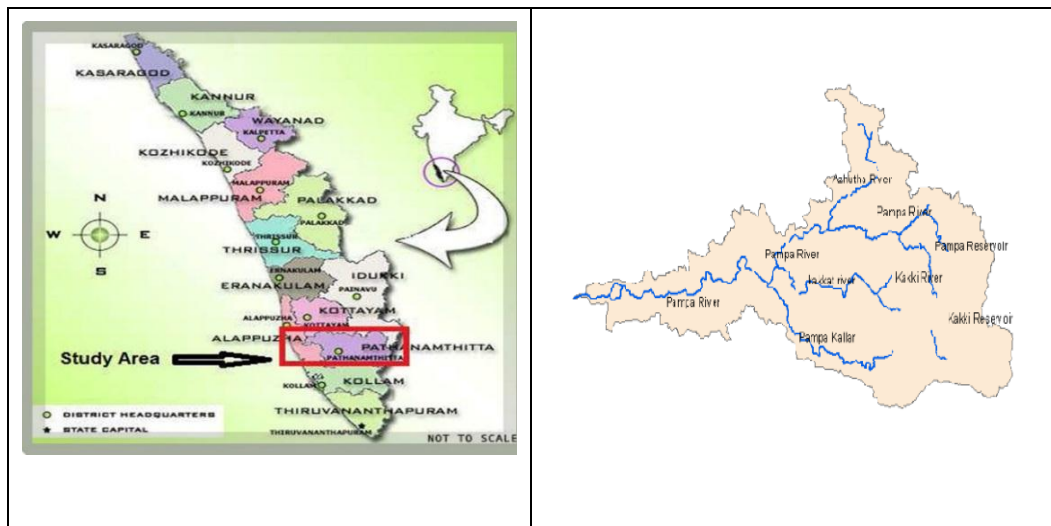 KASARAGOD
KASARAGOD
KANNUR
KANNUR
WAYANAD
KALPETTA
KOZHIKODE
KOZHIKODE
MALAPPURAM
MALAPPURAM
PALAKKAD
PALAKKAD
N
W E
S
THRISSUR
THRISSUR
ERNAKULAM
ERANAKULAM
IDUKKI
PAINAVU
KOTTAYAM
KOTTAYAM
ALAPPUZHA
ALAPPUZHA
PATHANAMTHITTA
PATHANAMTHITTA
Study Area
KOLLAM
KOLLAM
THIRUVANANTHAPURAM
THIRUVANANTHAPURAM
DISTRICT HEADQUARTERS
STATE CAPITAL
NOT TO SCALE
Azhutha River
Pampa River
Pampa Reservoir
Pampa River
Kakki River
Pampa River
Kakki Reservoir
Pampa Kallar